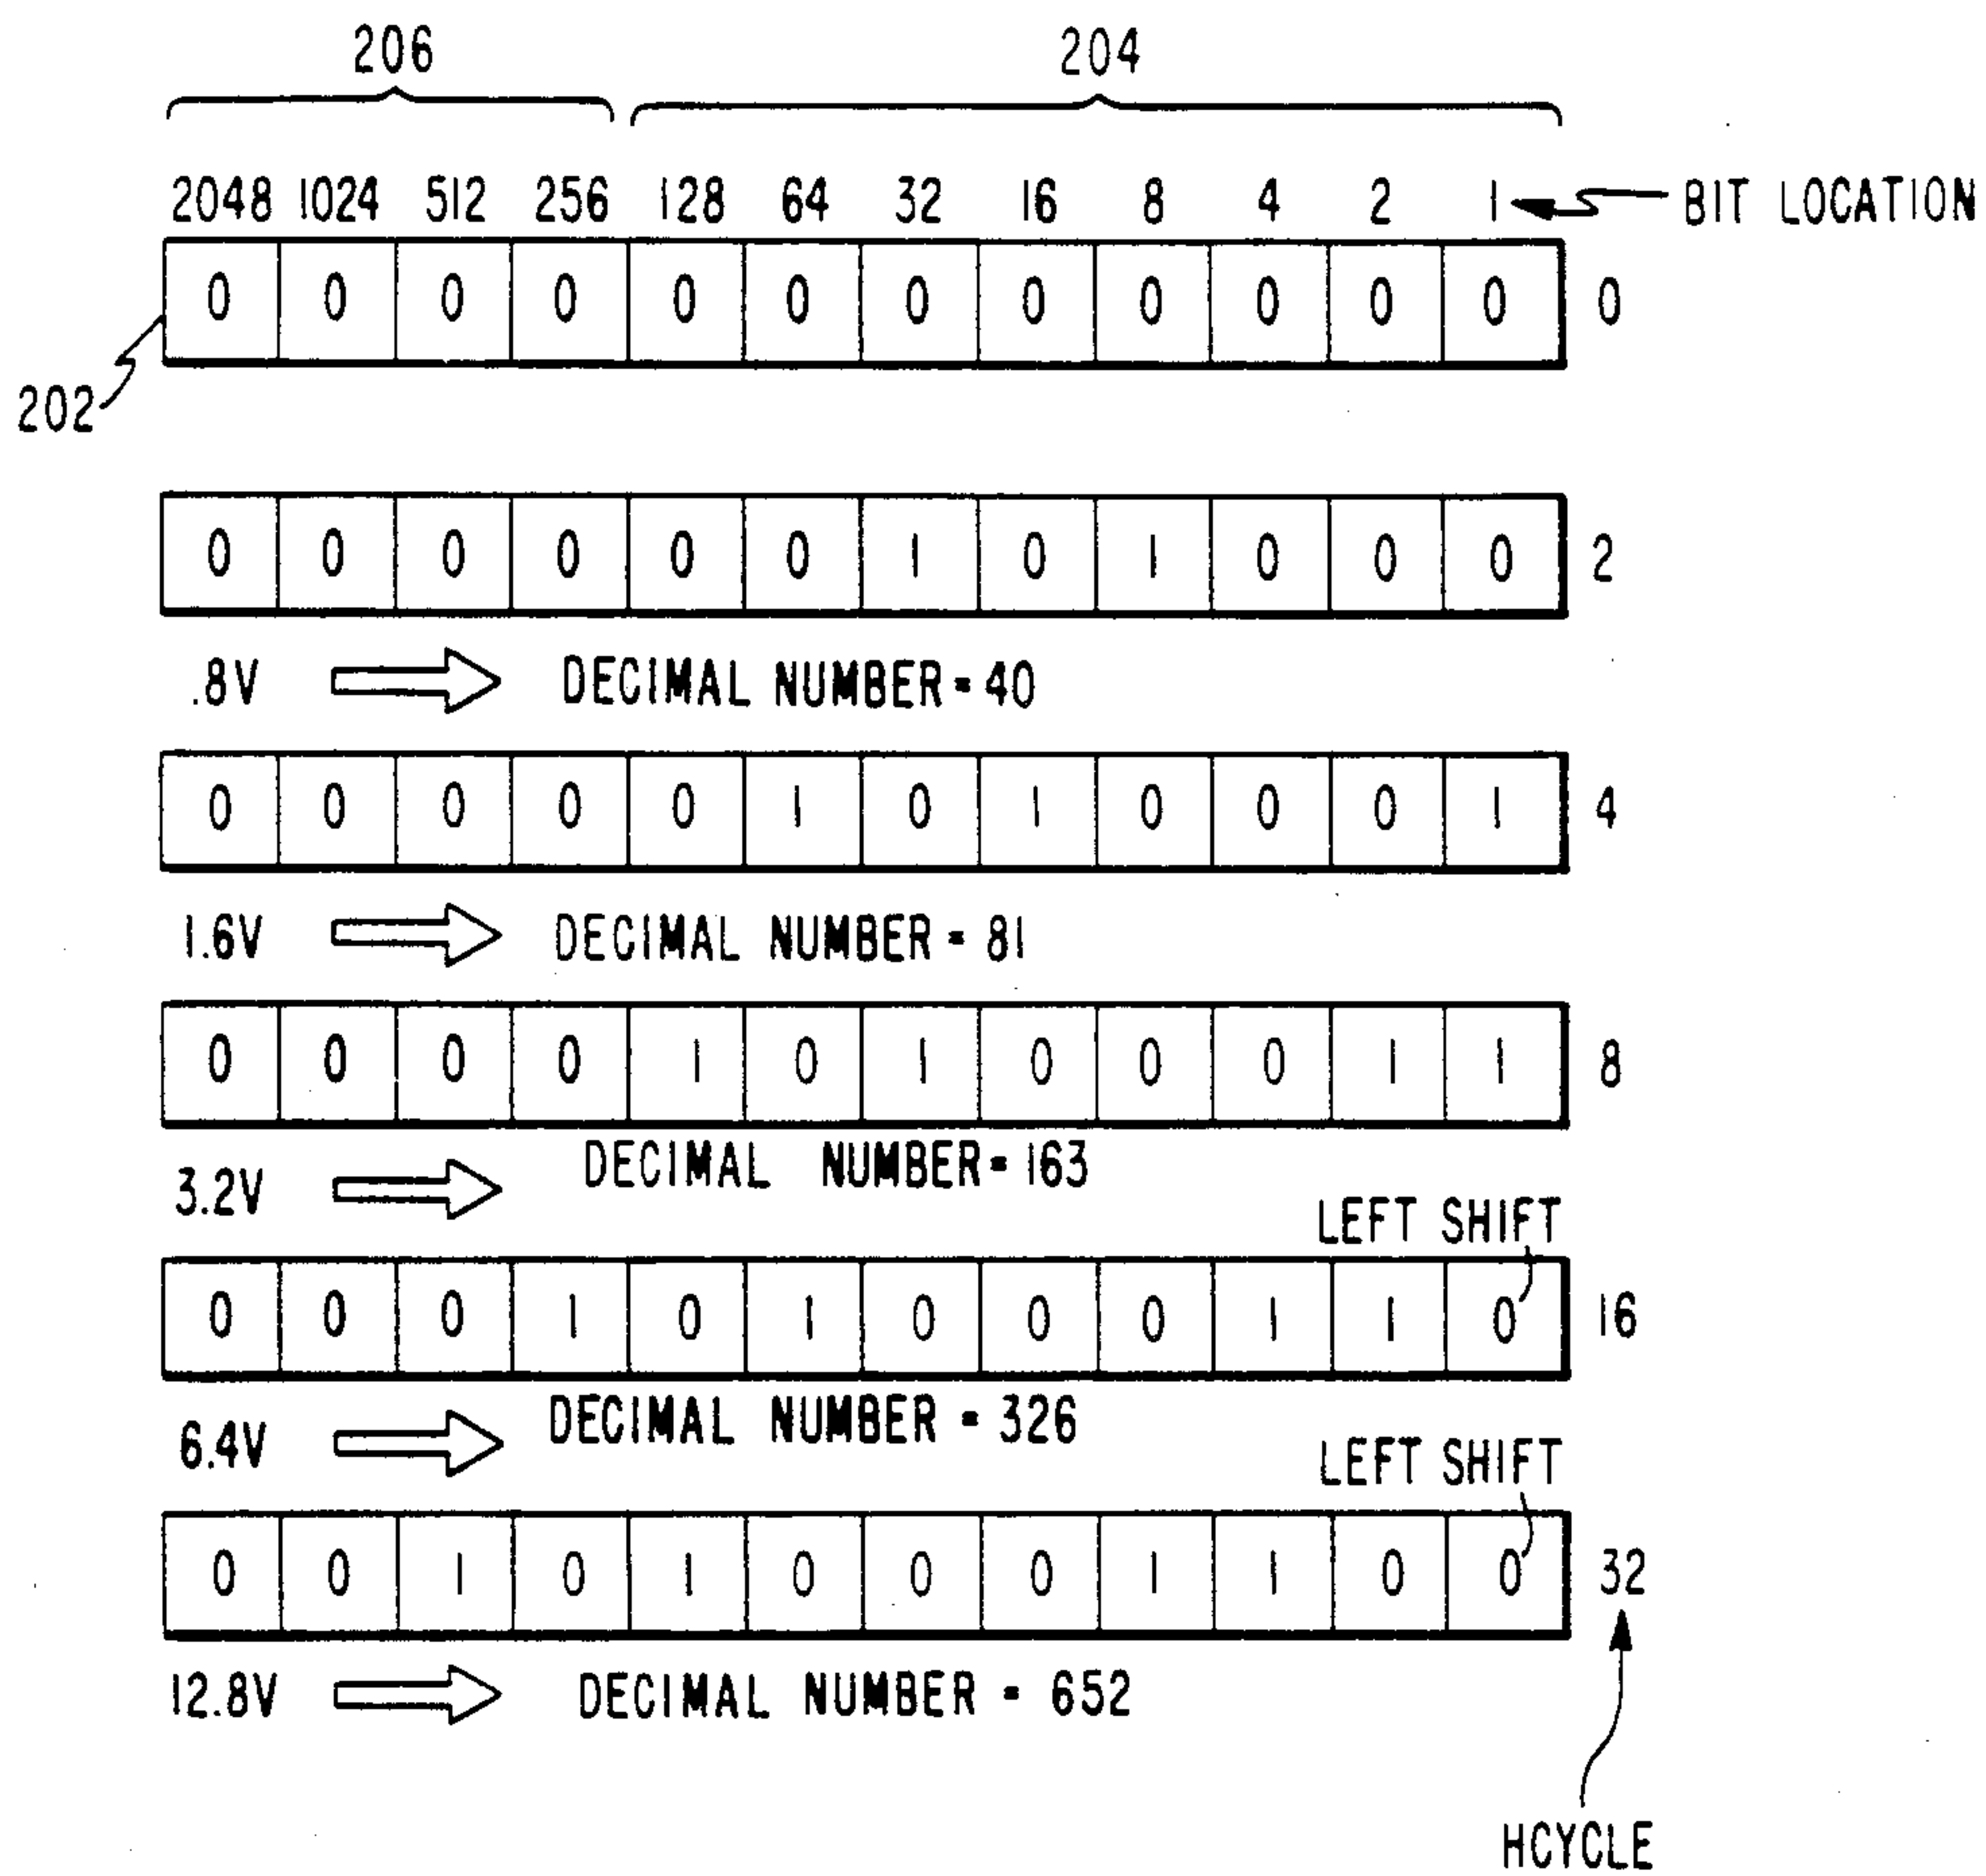 206 204
2048 1024 512 256 128 64 32 16 8 4 2 1 BIT LOCATION
0 0 0 0 0 0 0 0 0 0 0 0 0
202
0 0 0 0 0 0 1 0 1 0 0 0 2
.8V DECIMAL NUMBER = 40
0 0 0 0 0 1 0 1 0 0 0 1 4
1.6V DECIMAL NUMBER = 81
0 0 0 0 1 0 1 0 0 0 1 1 8
3.2V DECIMAL NUMBER = 163
LEFT SHIFT
0 0 0 1 0 1 0 0 0 1 1 0 16
6.4V DECIMAL NUMBER = 326
LEFT SHIFT
0 0 1 0 1 0 0 0 1 1 0 0 32
12.8V DECIMAL NUMBER = 652
HCYCLE